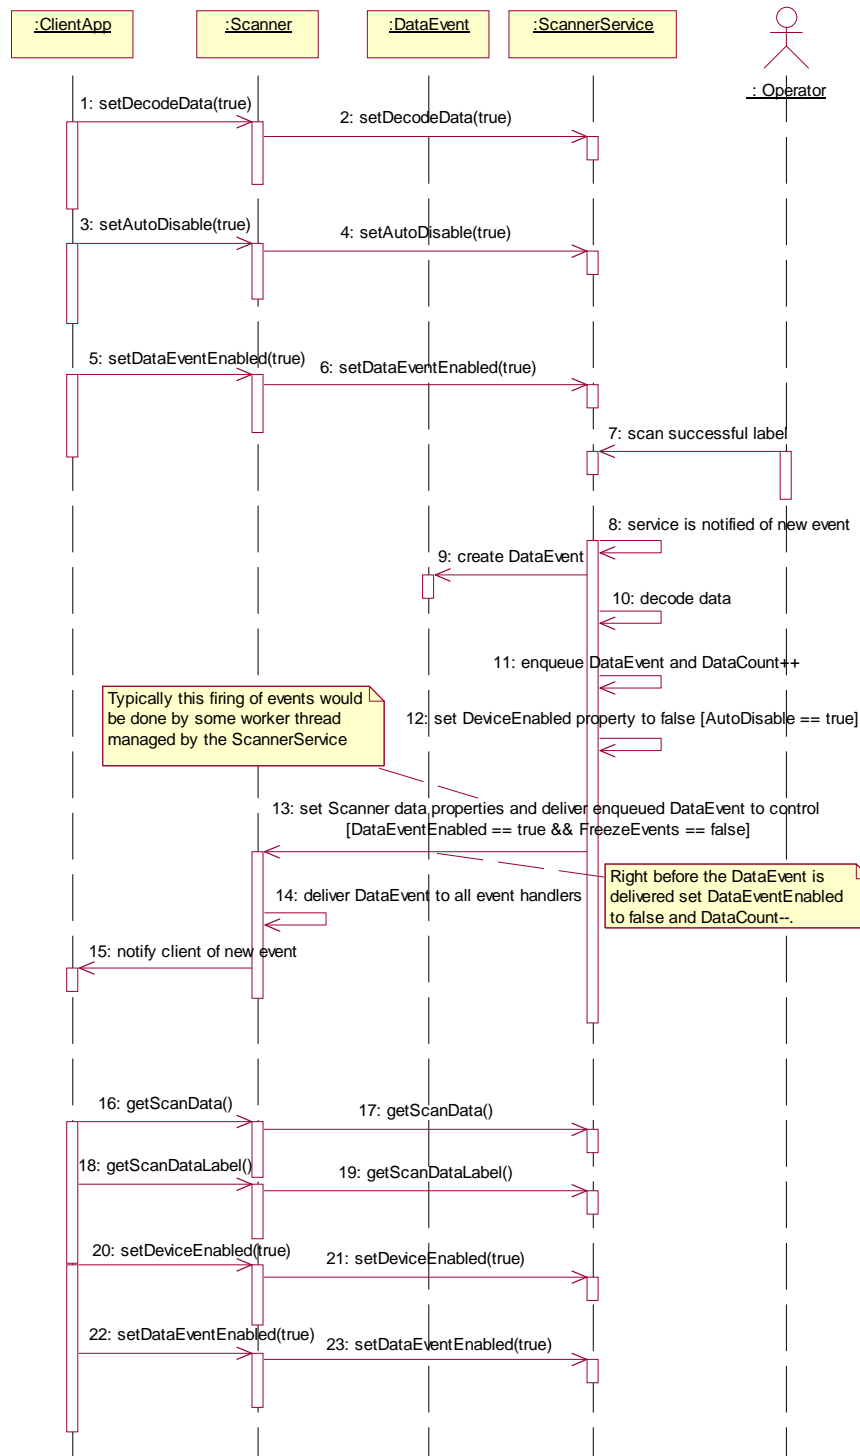 :ClientApp
:Scanner
:DataEvent
:ScannerService
: Operator
1: setDecodeData(true)
2: setDecodeData(true)
3: setAutoDisable(true)
4: setAutoDisable(true)
5: setDataEventEnabled(true)
6: setDataEventEnabled(true)
7: scan successful label
8: service is notified of new event
9: create DataEvent
10: decode data
11: enqueue DataEvent and DataCount++
Typically this firing of events would
be done by some worker thread
managed by the ScannerService
12: set DeviceEnabled property to false [AutoDisable == true]
13: set Scanner data properties and deliver enqueued DataEvent to control
[DataEventEnabled == true && FreezeEvents == false]
Right before the DataEvent is
delivered set DataEventEnabled
to false and DataCount--.
14: deliver DataEvent to all event handlers
15: notify client of new event
16: getScanData()
17: getScanData()
18: getScanDataLabel()
19: getScanDataLabel()
20: setDeviceEnabled(true)
21: setDeviceEnabled(true)
22: setDataEventEnabled(true)
23: setDataEventEnabled(true)